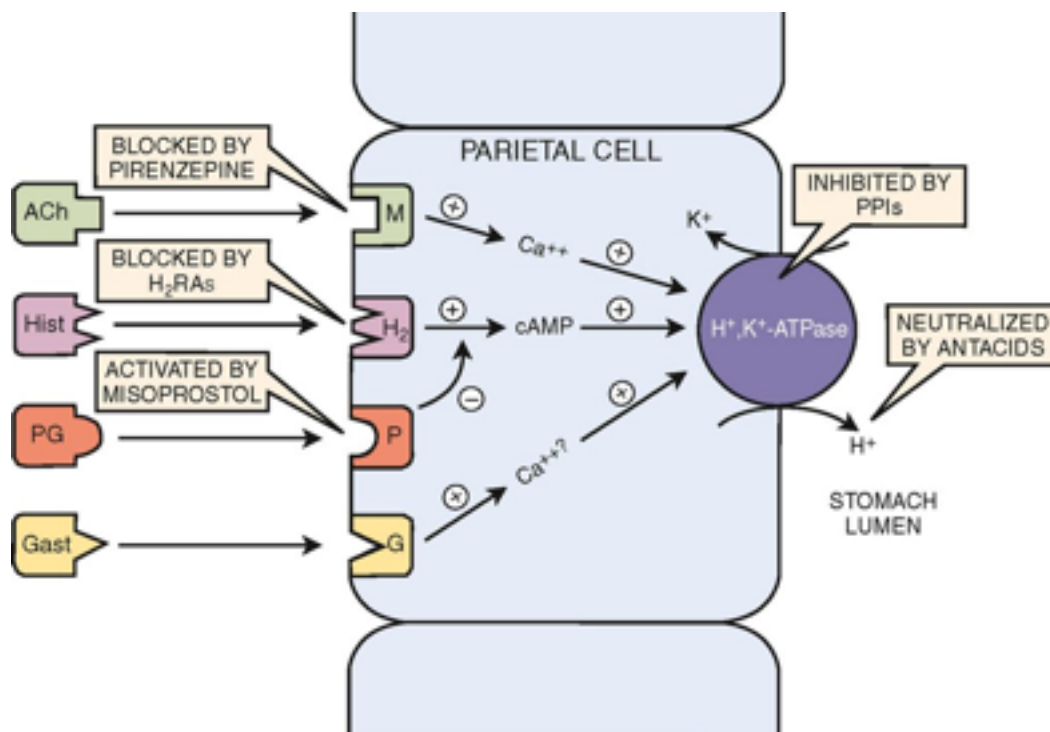 PARIETAL CELL
BLOCKED BY
PIRENZEPINE
ACh
M
+
Ca++
+
BLOCKED BY
H₂RAs
Hist
H₂
+
cAMP
+
ACTIVATED BY
MISOPROSTOL
PG
P
−
Gast
G
+
Ca++?
+
INHIBITED BY
PPIs
K+
H+,K+-ATPase
NEUTRALIZED
BY ANTACIDS
H+
STOMACH
LUMEN